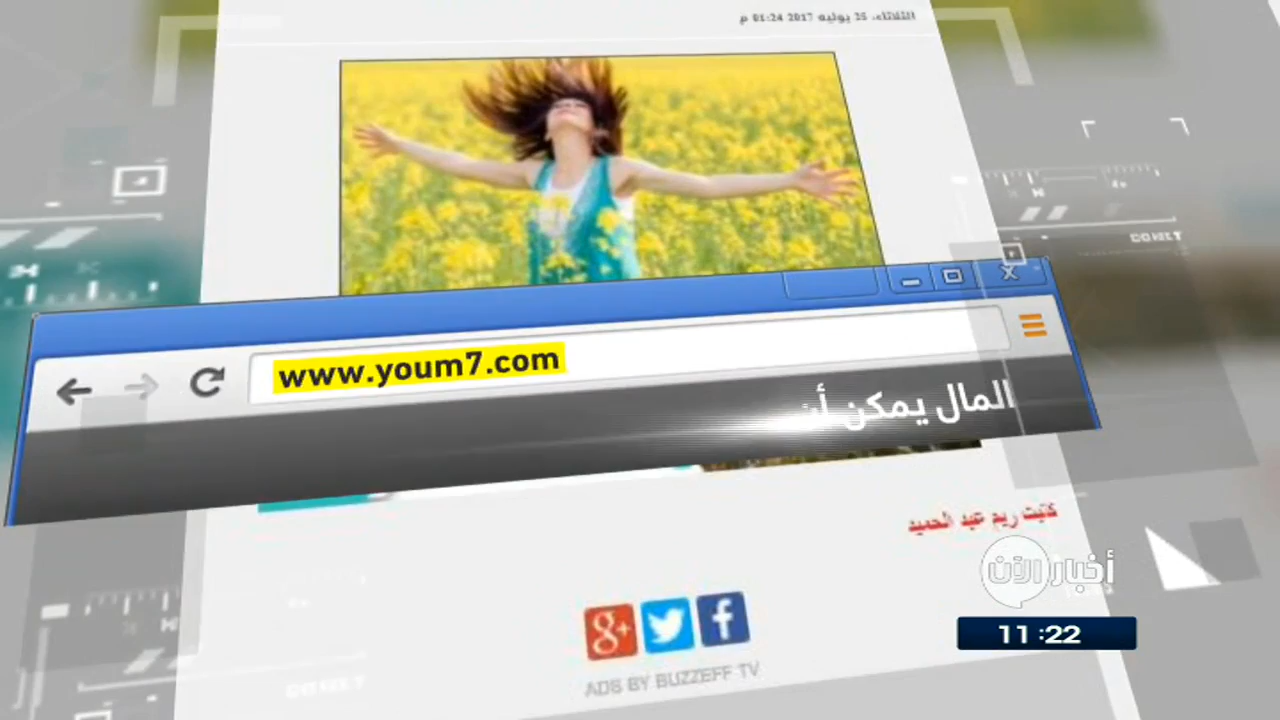 الثلاثاء، 25 يوليه 2017 01:24 م
COMET
www.youm7.com
المال يمكن أن
كتبت ريم عبد الحميد
أخبار الآن
11:22
ADS BY BUZZEFF TV